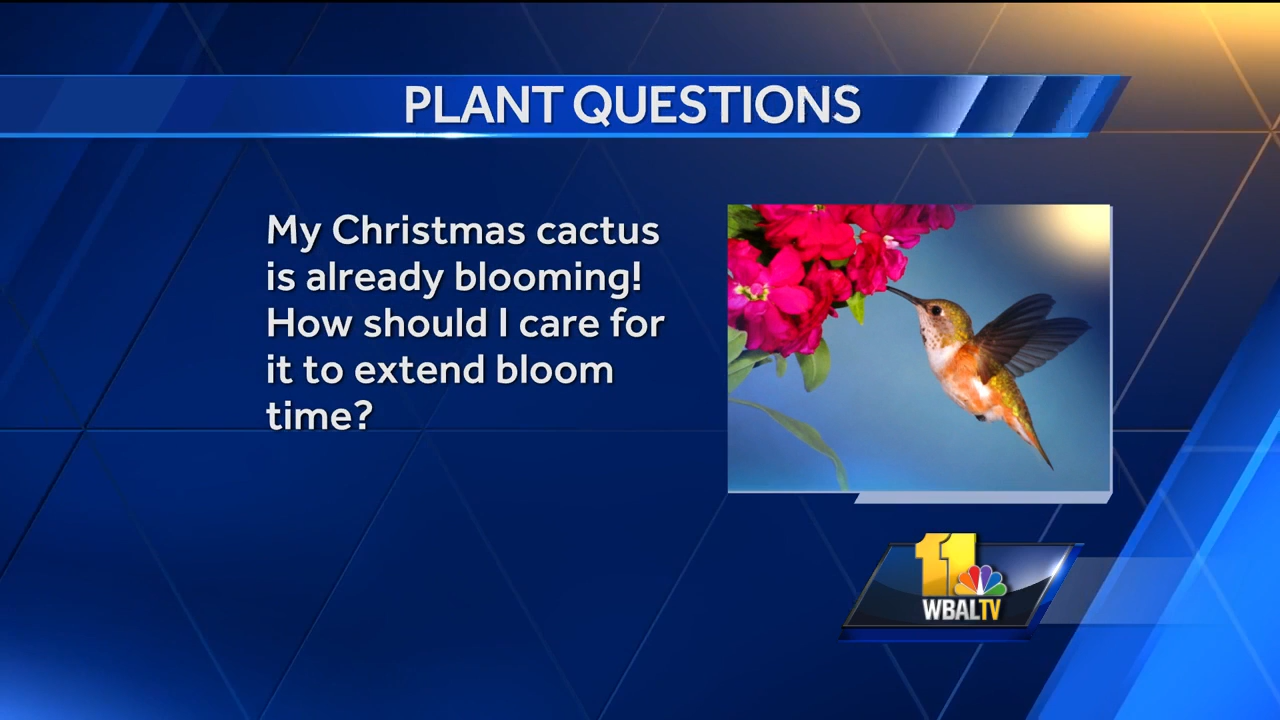 PLANT QUESTIONS
My Christmas cactus
is already blooming!
How should I care for
it to extend bloom
time?
11
WBALTV